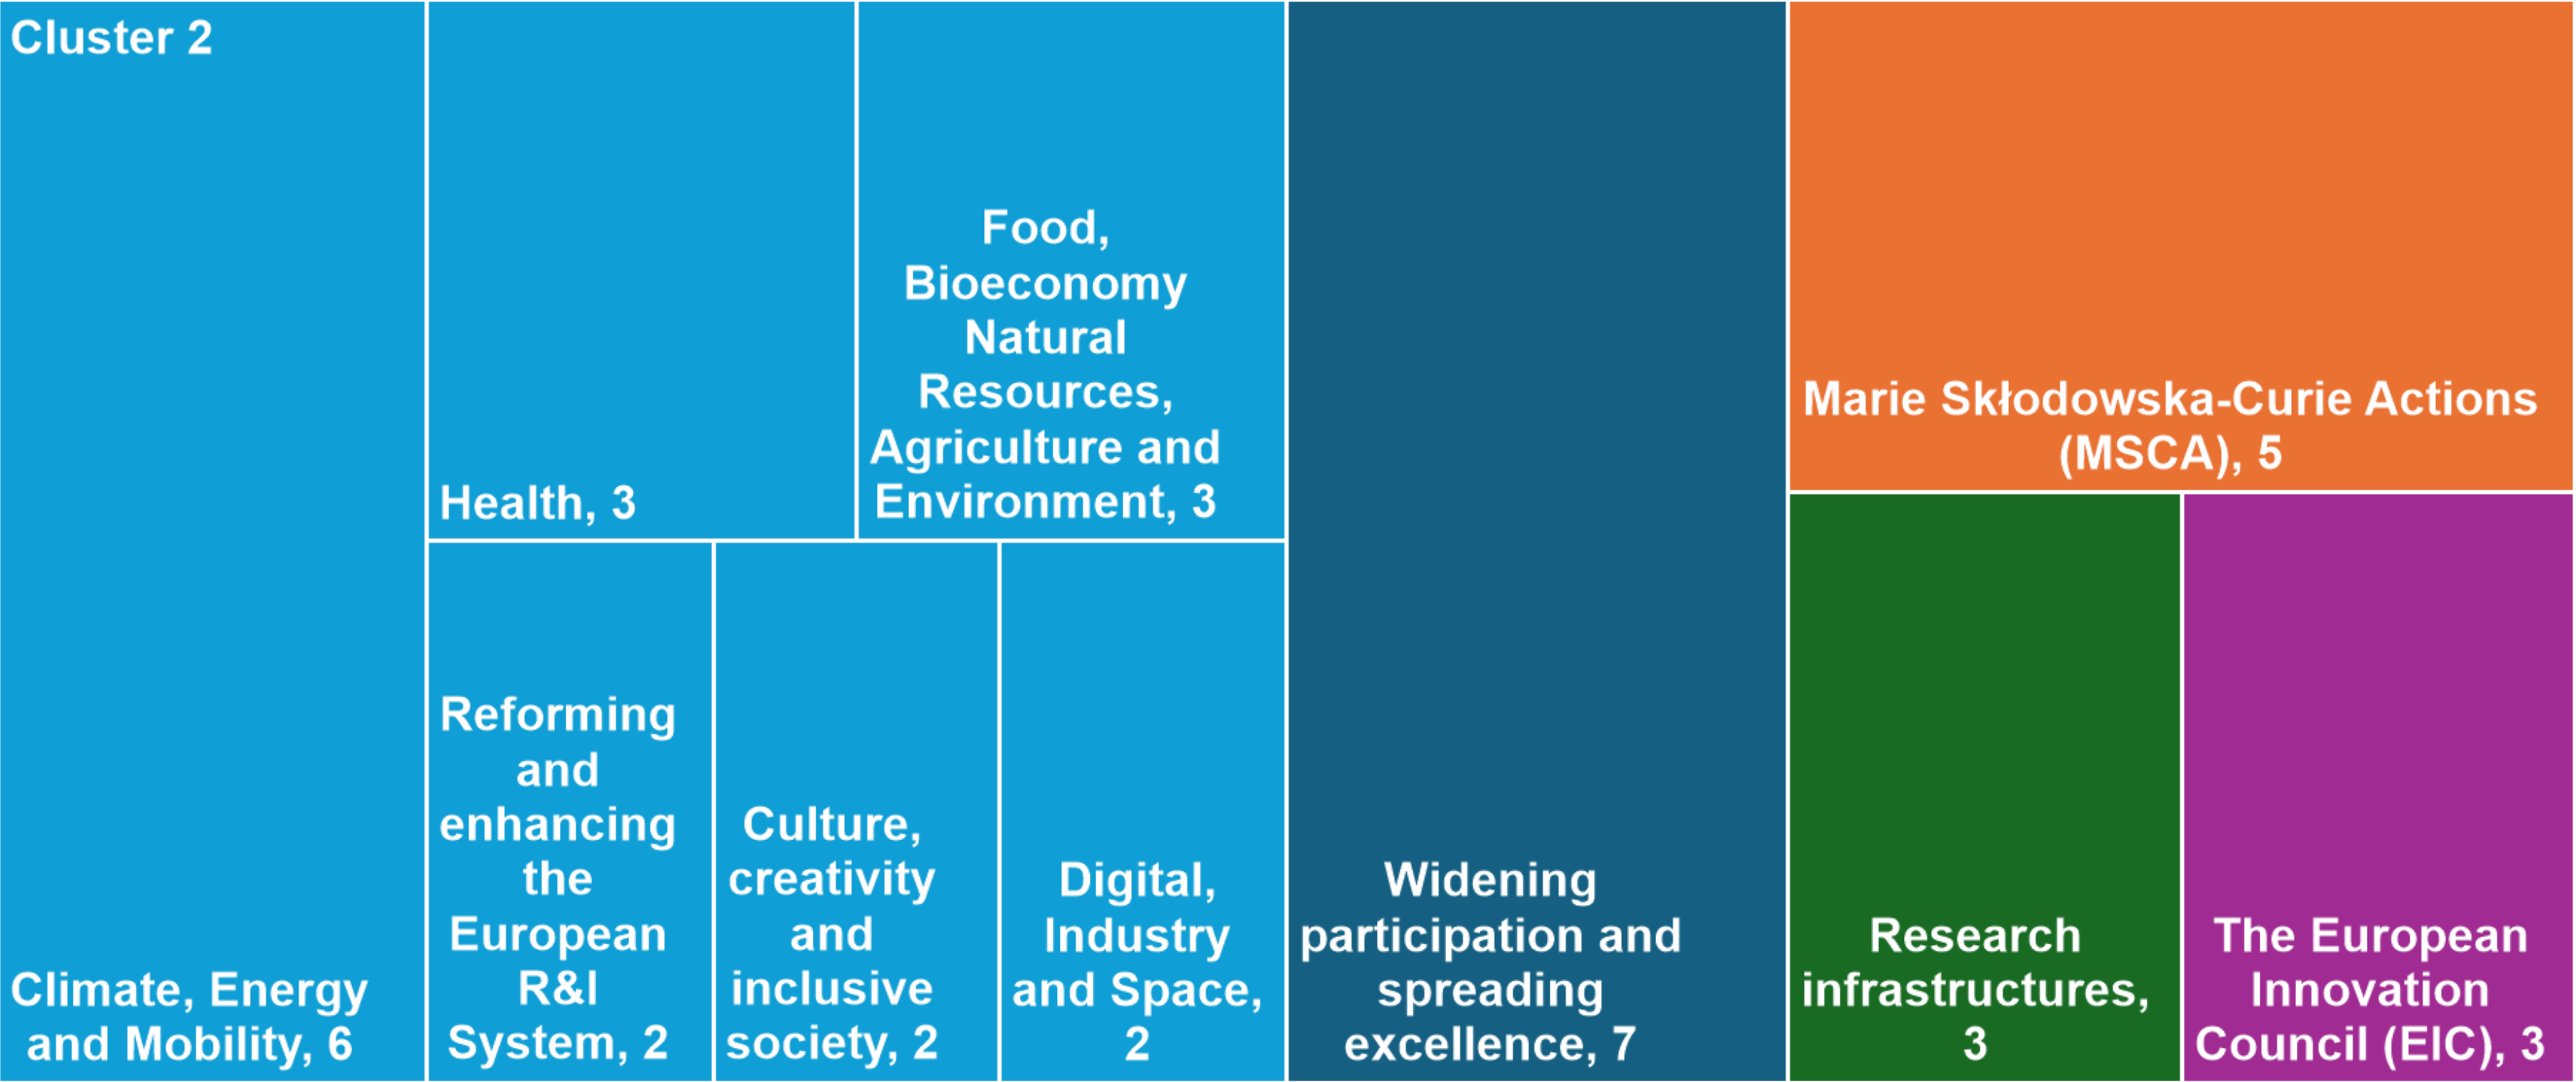 Cluster 2
Climate, Energy
and Mobility, 6
Health, 3
Food,
Bioeconomy
Natural
Resources,
Agriculture and
Environment, 3
Reforming
and
enhancing
the
European
R&I
System, 2
Culture,
creativity
and
inclusive
society, 2
Digital,
Industry
and Space,
2
Widening
participation and
spreading
excellence, 7
Marie Skłodowska-Curie Actions
(MSCA), 5
Research
infrastructures,
3
The European
Innovation
Council (EIC), 3